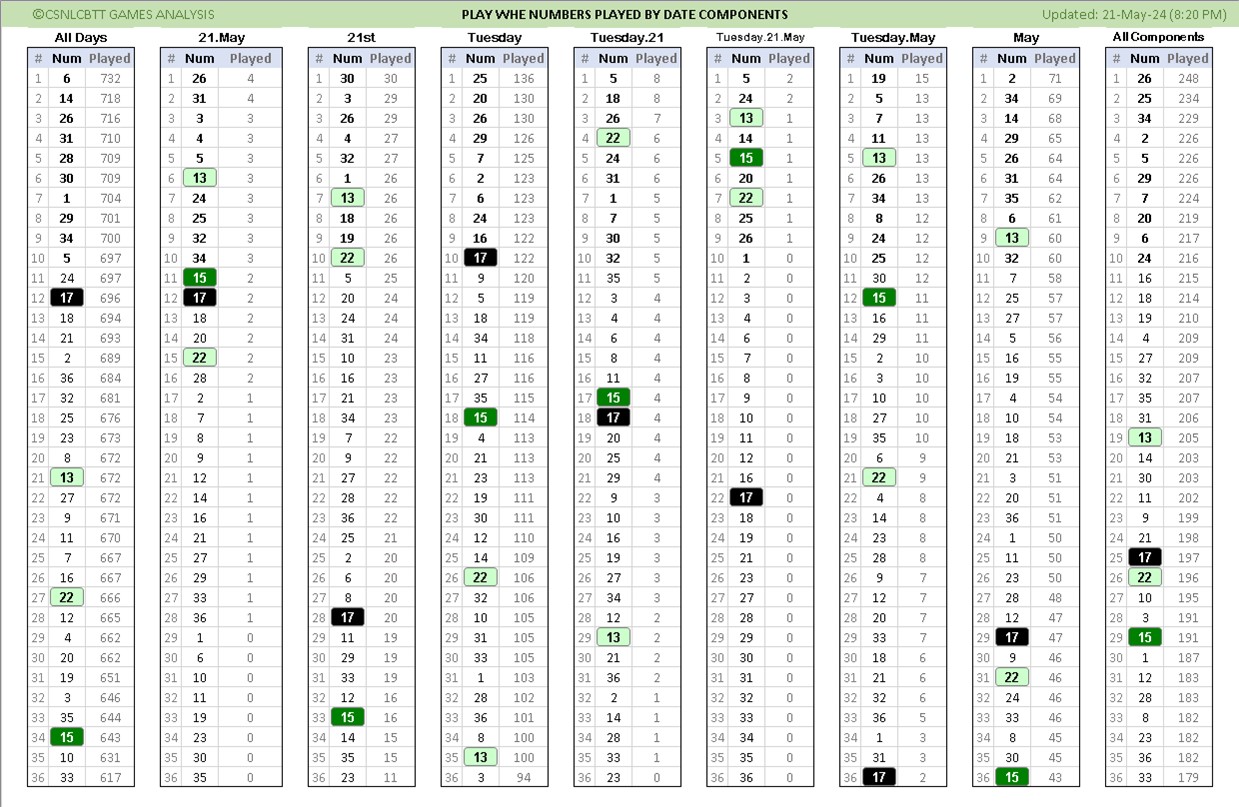 ©CSNLCBTT GAMES ANALYSIS PLAY WHE NUMBERS PLAYED BY DATE COMPONENTS Updated: 21-May-24 (8:20 PM)
All Days 21.May 21st Tuesday Tuesday.21 Tuesday.21.May Tuesday.May May All Components
# Num Played # Num Played # Num Played # Num Played # Num Played # Num Played # Num Played # Num Played # Num Played
1 6 732 1 26 4 1 30 30 1 25 136 1 5 8 1 5 2 1 19 15 1 2 71 1 26 248
2 14 718 2 31 4 2 3 29 2 20 130 2 18 8 2 24 2 2 5 13 2 34 69 2 25 234
3 26 716 3 3 3 3 26 29 3 26 130 3 26 7 3 13 1 3 7 13 3 14 68 3 34 229
4 31 710 4 4 3 4 4 27 4 29 126 4 22 6 4 14 1 4 11 13 4 29 65 4 2 226
5 28 709 5 5 3 5 32 27 5 7 125 5 24 6 5 15 1 5 13 13 5 26 64 5 5 226
6 30 709 6 13 3 6 1 26 6 2 123 6 31 6 6 20 1 6 26 13 6 31 64 6 29 226
7 1 704 7 24 3 7 13 26 7 6 123 7 1 5 7 22 1 7 34 13 7 35 62 7 7 224
8 29 701 8 25 3 8 18 26 8 24 123 8 7 5 8 25 1 8 8 12 8 6 61 8 20 219
9 34 700 9 32 3 9 19 26 9 16 122 9 30 5 9 26 1 9 24 12 9 13 60 9 6 217
10 5 697 10 34 3 10 22 26 10 17 122 10 32 5 10 1 0 10 25 12 10 32 60 10 24 216
11 24 697 11 15 2 11 5 25 11 9 120 11 35 5 11 2 0 11 30 12 11 7 58 11 16 215
12 17 696 12 17 2 12 20 24 12 5 119 12 3 4 12 3 0 12 15 11 12 25 57 12 18 214
13 18 694 13 18 2 13 24 24 13 18 119 13 4 4 13 4 0 13 16 11 13 27 57 13 19 210
14 21 693 14 20 2 14 31 24 14 34 118 14 6 4 14 6 0 14 29 11 14 5 56 14 4 209
15 2 689 15 22 2 15 10 23 15 11 116 15 8 4 15 7 0 15 2 10 15 16 55 15 27 209
16 36 684 16 28 2 16 16 23 16 27 116 16 11 4 16 8 0 16 3 10 16 19 55 16 32 207
17 32 681 17 2 1 17 21 23 17 35 115 17 15 4 17 9 0 17 10 10 17 4 54 17 35 207
18 25 676 18 7 1 18 34 23 18 15 114 18 17 4 18 10 0 18 27 10 18 10 54 18 31 206
19 23 673 19 8 1 19 7 22 19 4 113 19 20 4 19 11 0 19 35 10 19 18 53 19 13 205
20 8 672 20 9 1 20 9 22 20 21 113 20 25 4 20 12 0 20 6 9 20 21 53 20 14 203
21 13 672 21 12 1 21 27 22 21 23 113 21 29 4 21 16 0 21 22 9 21 3 51 21 30 203
22 27 672 22 14 1 22 28 22 22 19 111 22 9 3 22 17 0 22 4 8 22 20 51 22 11 202
23 9 671 23 16 1 23 36 22 23 30 111 23 10 3 23 18 0 23 14 8 23 36 51 23 9 199
24 11 670 24 21 1 24 25 21 24 12 110 24 16 3 24 19 0 24 23 8 24 1 50 24 21 198
25 7 667 25 27 1 25 2 20 25 14 109 25 19 3 25 21 0 25 28 8 25 11 50 25 17 197
26 16 667 26 29 1 26 6 20 26 22 106 26 27 3 26 23 0 26 9 7 26 23 50 26 22 196
27 22 666 27 33 1 27 8 20 27 32 106 27 34 3 27 27 0 27 12 7 27 28 48 27 10 195
28 12 665 28 36 1 28 17 20 28 10 105 28 12 2 28 28 0 28 20 7 28 12 47 28 3 191
29 4 662 29 1 0 29 11 19 29 31 105 29 13 2 29 29 0 29 33 7 29 17 47 29 15 191
30 20 662 30 6 0 30 29 19 30 33 105 30 21 2 30 30 0 30 18 6 30 9 46 30 1 187
31 19 651 31 10 0 31 33 19 31 1 103 31 36 2 31 31 0 31 21 6 31 22 46 31 12 183
32 3 646 32 11 0 32 12 16 32 28 102 32 2 1 32 32 0 32 32 6 32 24 46 32 28 183
33 35 644 33 19 0 33 15 16 33 36 101 33 14 1 33 33 0 33 36 5 33 33 46 33 8 182
34 15 643 34 23 0 34 14 15 34 8 100 34 28 1 34 34 0 34 1 3 34 8 45 34 23 182
35 10 631 35 30 0 35 35 15 35 13 100 35 33 1 35 35 0 35 31 3 35 30 45 35 36 182
36 33 617 36 35 0 36 23 11 36 3 94 36 23 0 36 36 0 36 17 2 36 15 43 36 33 179